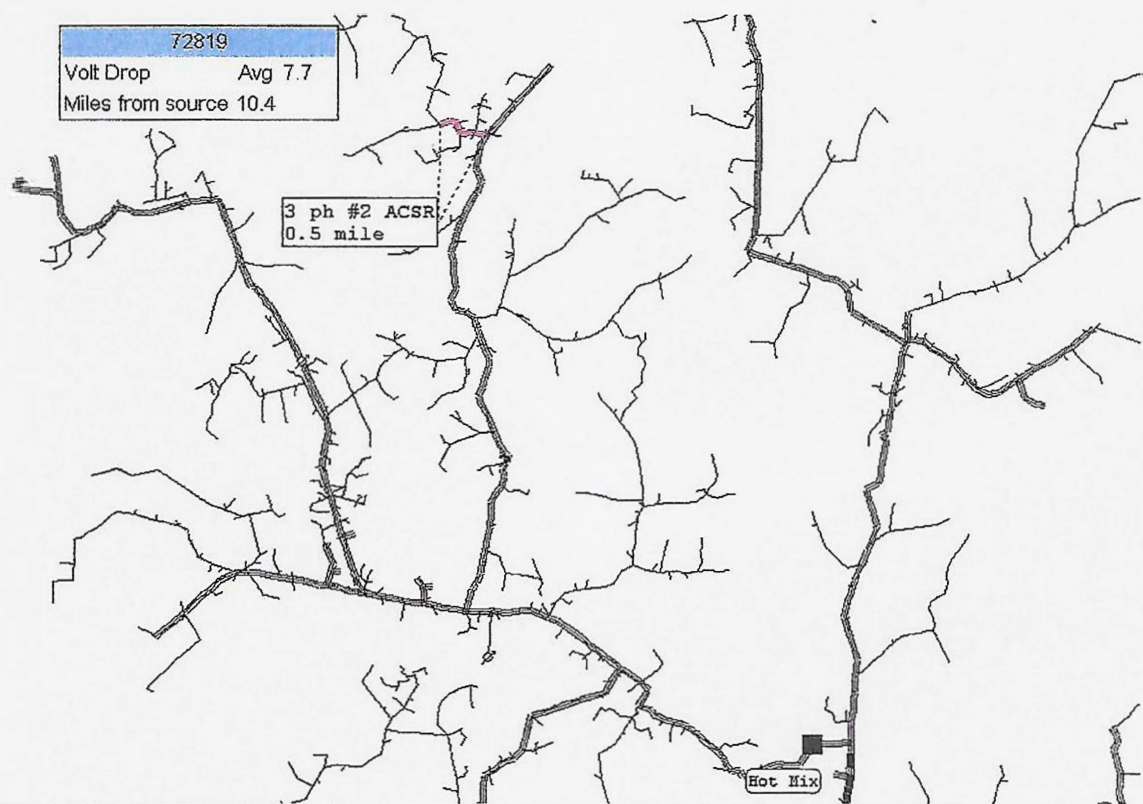 72819
Volt Drop Avg 7.7
Miles from source 10.4
3 ph #2 ACSR
0.5 mile
Hot Mix